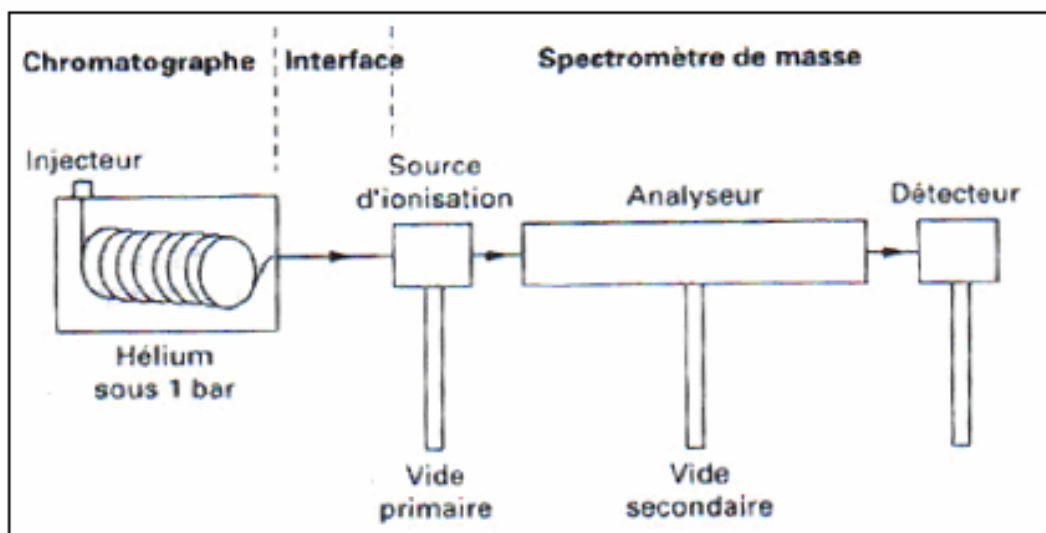 Chromatographe Interface Spectromètre de masse
Injecteur
Source
d'ionisation
Analyseur
Détecteur
Hélium
sous 1 bar
Vide
primaire
Vide
secondaire